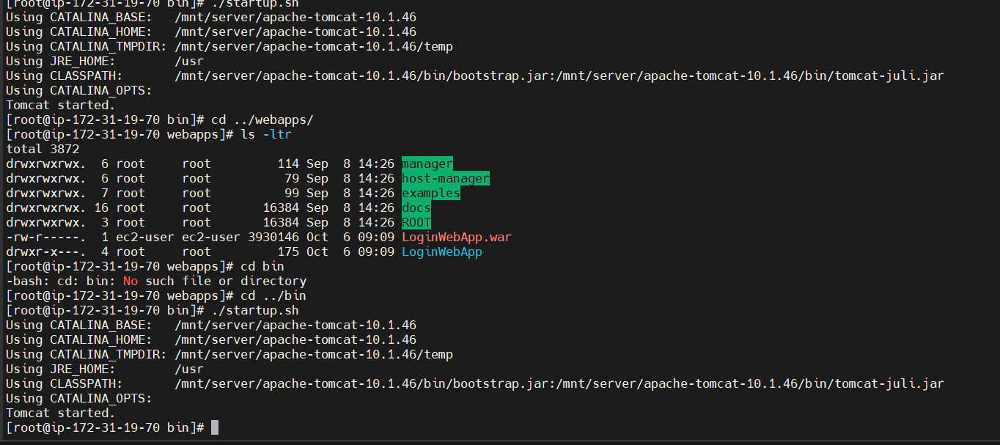 [root@ip-172-31-19-70 bin]# ./startup.sh
Using CATALINA_BASE:   /mnt/server/apache-tomcat-10.1.46
Using CATALINA_HOME:   /mnt/server/apache-tomcat-10.1.46
Using CATALINA_TMPDIR: /mnt/server/apache-tomcat-10.1.46/temp
Using JRE_HOME:        /usr
Using CLASSPATH:       /mnt/server/apache-tomcat-10.1.46/bin/bootstrap.jar:/mnt/server/apache-tomcat-10.1.46/bin/tomcat-juli.jar
Using CATALINA_OPTS:
Tomcat started.
[root@ip-172-31-19-70 bin]# cd ../webapps/
[root@ip-172-31-19-70 webapps]# ls -ltr
total 3872
drwxrwxrwx.  6 root     root         114 Sep  8 14:26 manager
drwxrwxrwx.  6 root     root          79 Sep  8 14:26 host-manager
drwxrwxrwx.  7 root     root          99 Sep  8 14:26 examples
drwxrwxrwx. 16 root     root       16384 Sep  8 14:26 docs
drwxrwxrwx.  3 root     root       16384 Sep  8 14:26 ROOT
-rw-r-----.  1 ec2-user ec2-user 3930146 Oct  6 09:09 LoginWebApp.war
drwxr-x---.  4 root     root         175 Oct  6 09:09 LoginWebApp
[root@ip-172-31-19-70 webapps]# cd bin
-bash: cd: bin: No such file or directory
[root@ip-172-31-19-70 webapps]# cd ../bin
[root@ip-172-31-19-70 bin]# ./startup.sh
Using CATALINA_BASE:   /mnt/server/apache-tomcat-10.1.46
Using CATALINA_HOME:   /mnt/server/apache-tomcat-10.1.46
Using CATALINA_TMPDIR: /mnt/server/apache-tomcat-10.1.46/temp
Using JRE_HOME:        /usr
Using CLASSPATH:       /mnt/server/apache-tomcat-10.1.46/bin/bootstrap.jar:/mnt/server/apache-tomcat-10.1.46/bin/tomcat-juli.jar
Using CATALINA_OPTS:
Tomcat started.
[root@ip-172-31-19-70 bin]#